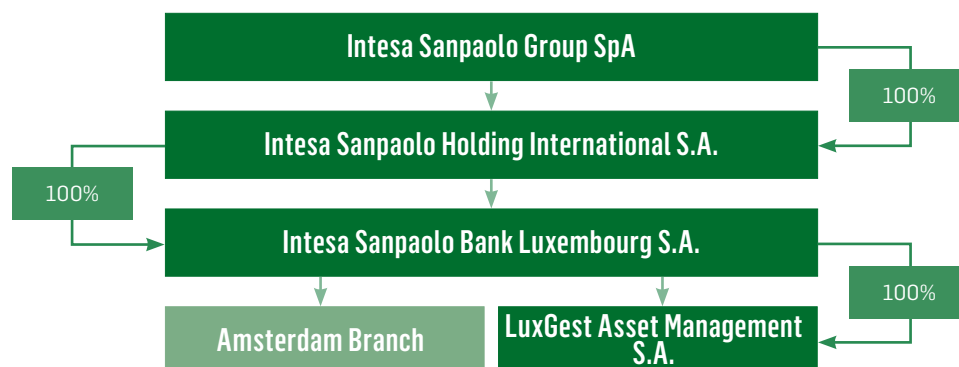 Intesa Sanpaolo Group SpA
100%
Intesa Sanpaolo Holding International S.A.
100%
Intesa Sanpaolo Bank Luxembourg S.A.
100%
Amsterdam Branch
LuxGest Asset Management
S.A.